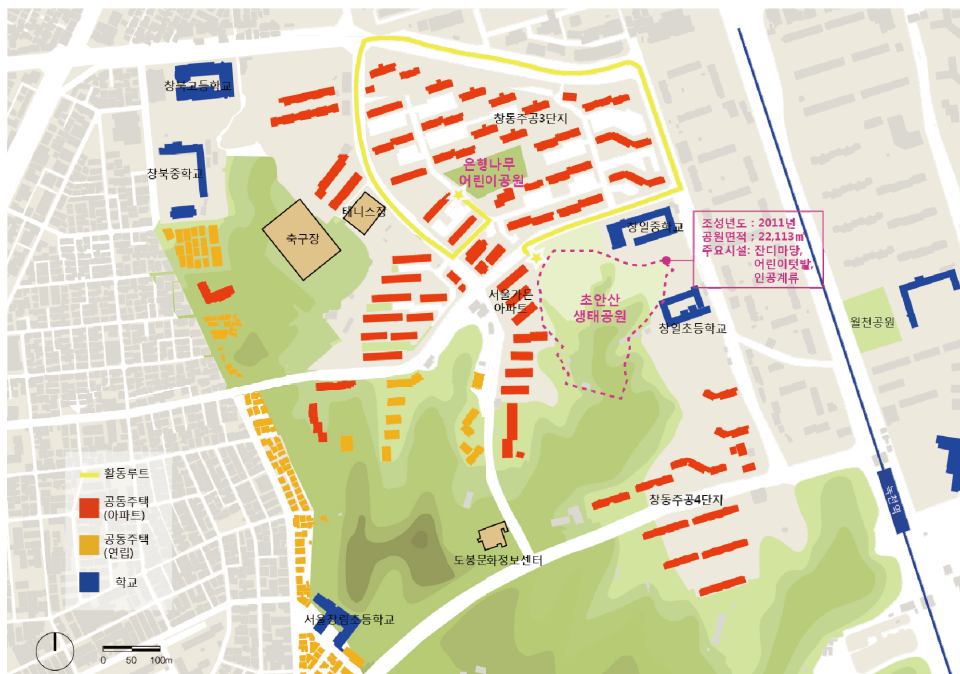 창북고등학교
창동주공3단지
창북중학교
은행나무
어린이공원
테니스장
축구장
창일중학교
조성년도 : 2011년
공원면적 ; 22,113㎡
주요시설: 잔디마당,
어린이텃밭,
인공계류
서울가든
아파트
초안산
생태공원
창일초등학교
월천공원
활동루트
공동주택
(아파트)
공동주택
(연립)
학교
창동주공4단지
녹천역
도봉문화정보센터
서울창림초등학교
0 50 100m